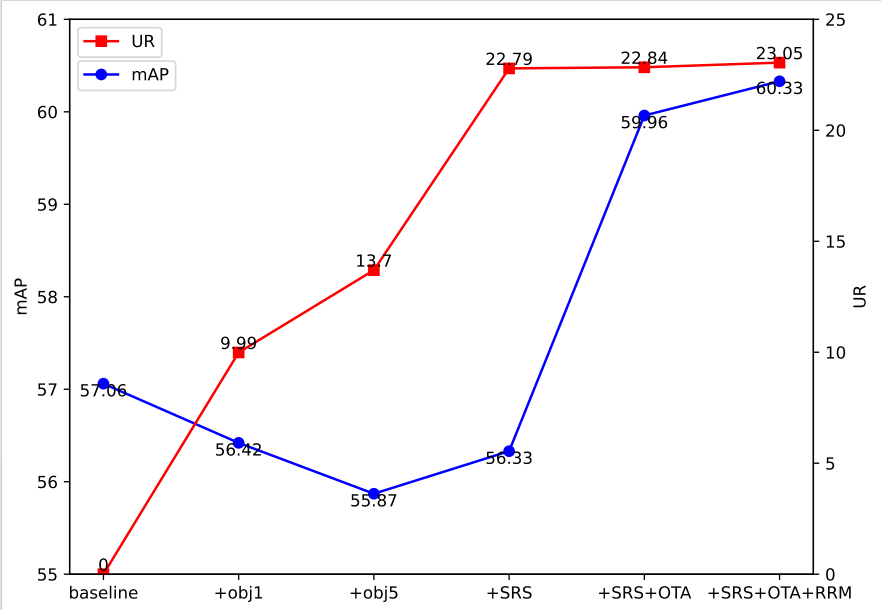 61
60
59
58
57
56
55
mAP
UR
mAP
25
20
15
10
5
0
UR
0
9.99
13.7
22.79
22.84
23.05
57.06
56.42
55.87
56.33
59.96
60.33
baseline
+obj1
+obj5
+SRS
+SRS+OTA
+SRS+OTA+RRM